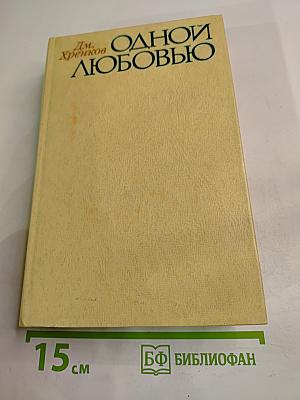 Дм.
Хренков
ОДНОЙ
ЛЮБОВЬЮ
15 см
БФ БИБЛИОФАН